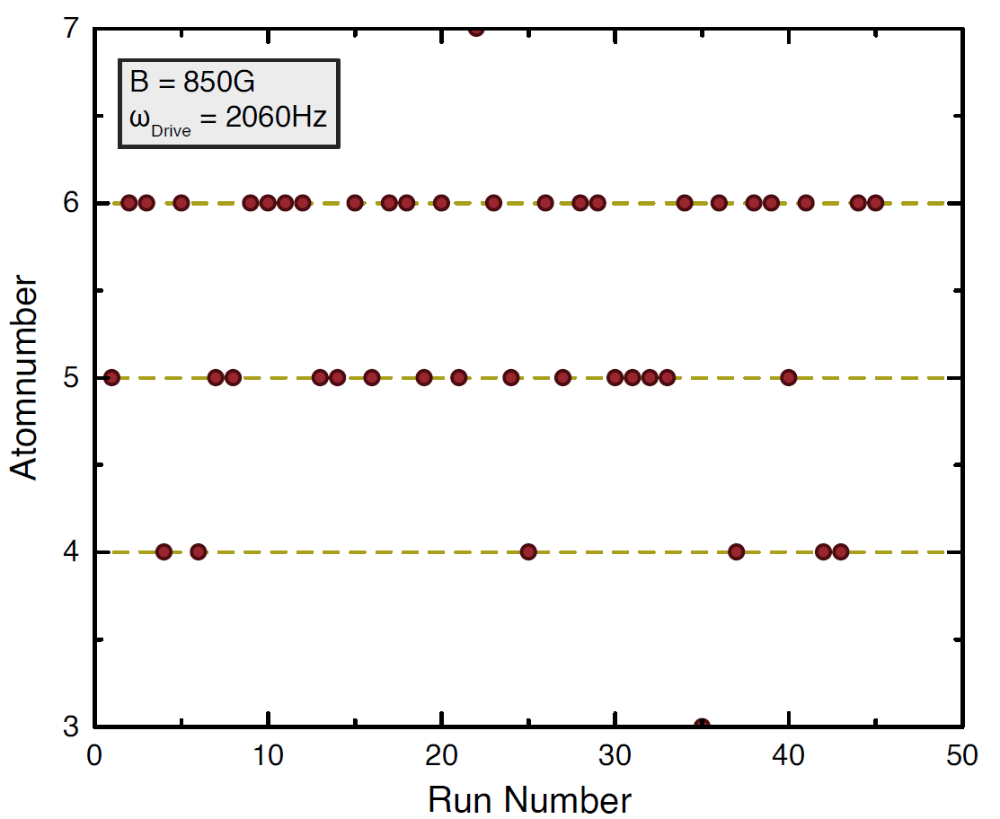 7
B = 850G
ωDrive = 2060Hz
6
5
4
3
0 10 20 30 40 50
Atomnumber
Run Number